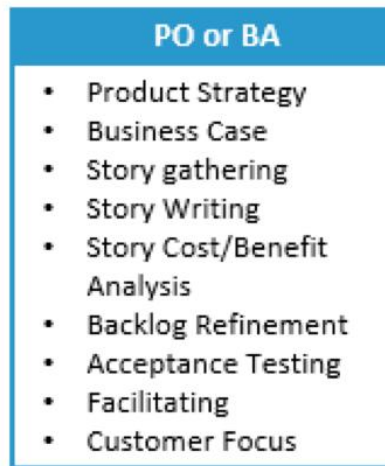 PO or BA
• Product Strategy
• Business Case
• Story gathering
• Story Writing
• Story Cost/Benefit
Analysis
• Backlog Refinement
• Acceptance Testing
• Facilitating
• Customer Focus